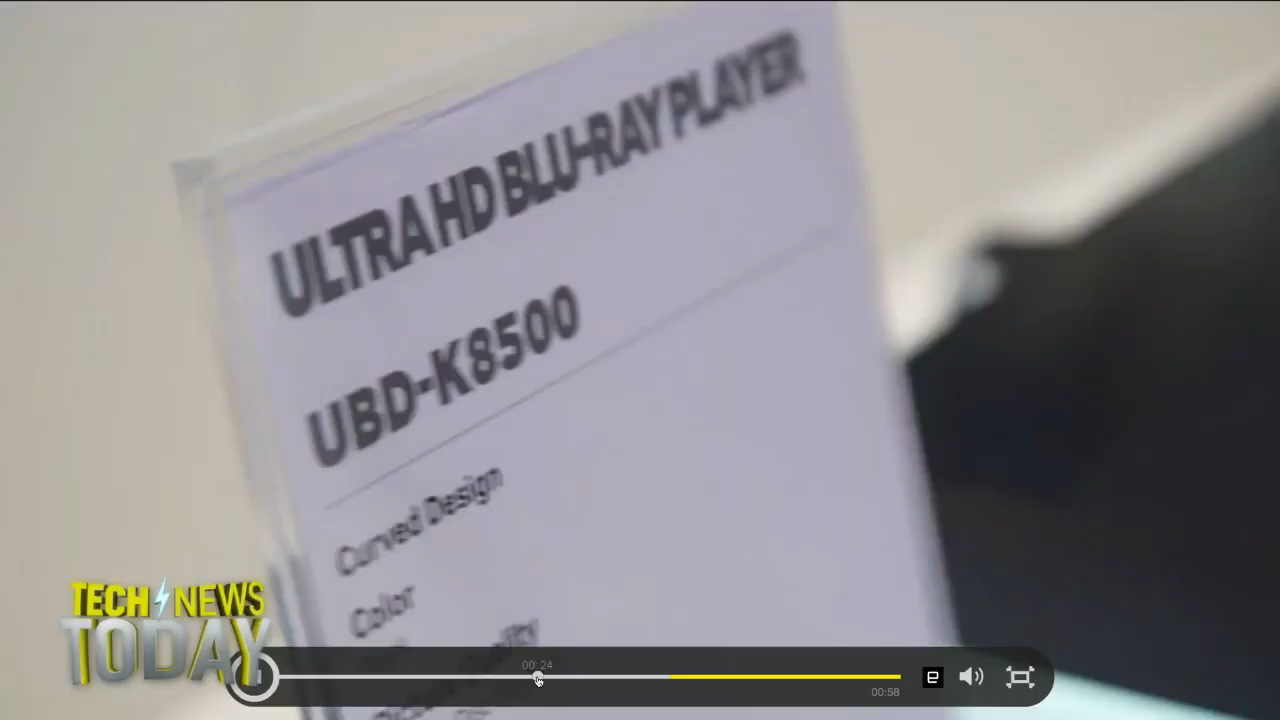 ULTRA HD BLU-RAY PLAYER
UBD-K8500
Curved Design
Color
TECH NEWS
TODAY
00:24
00:58
e